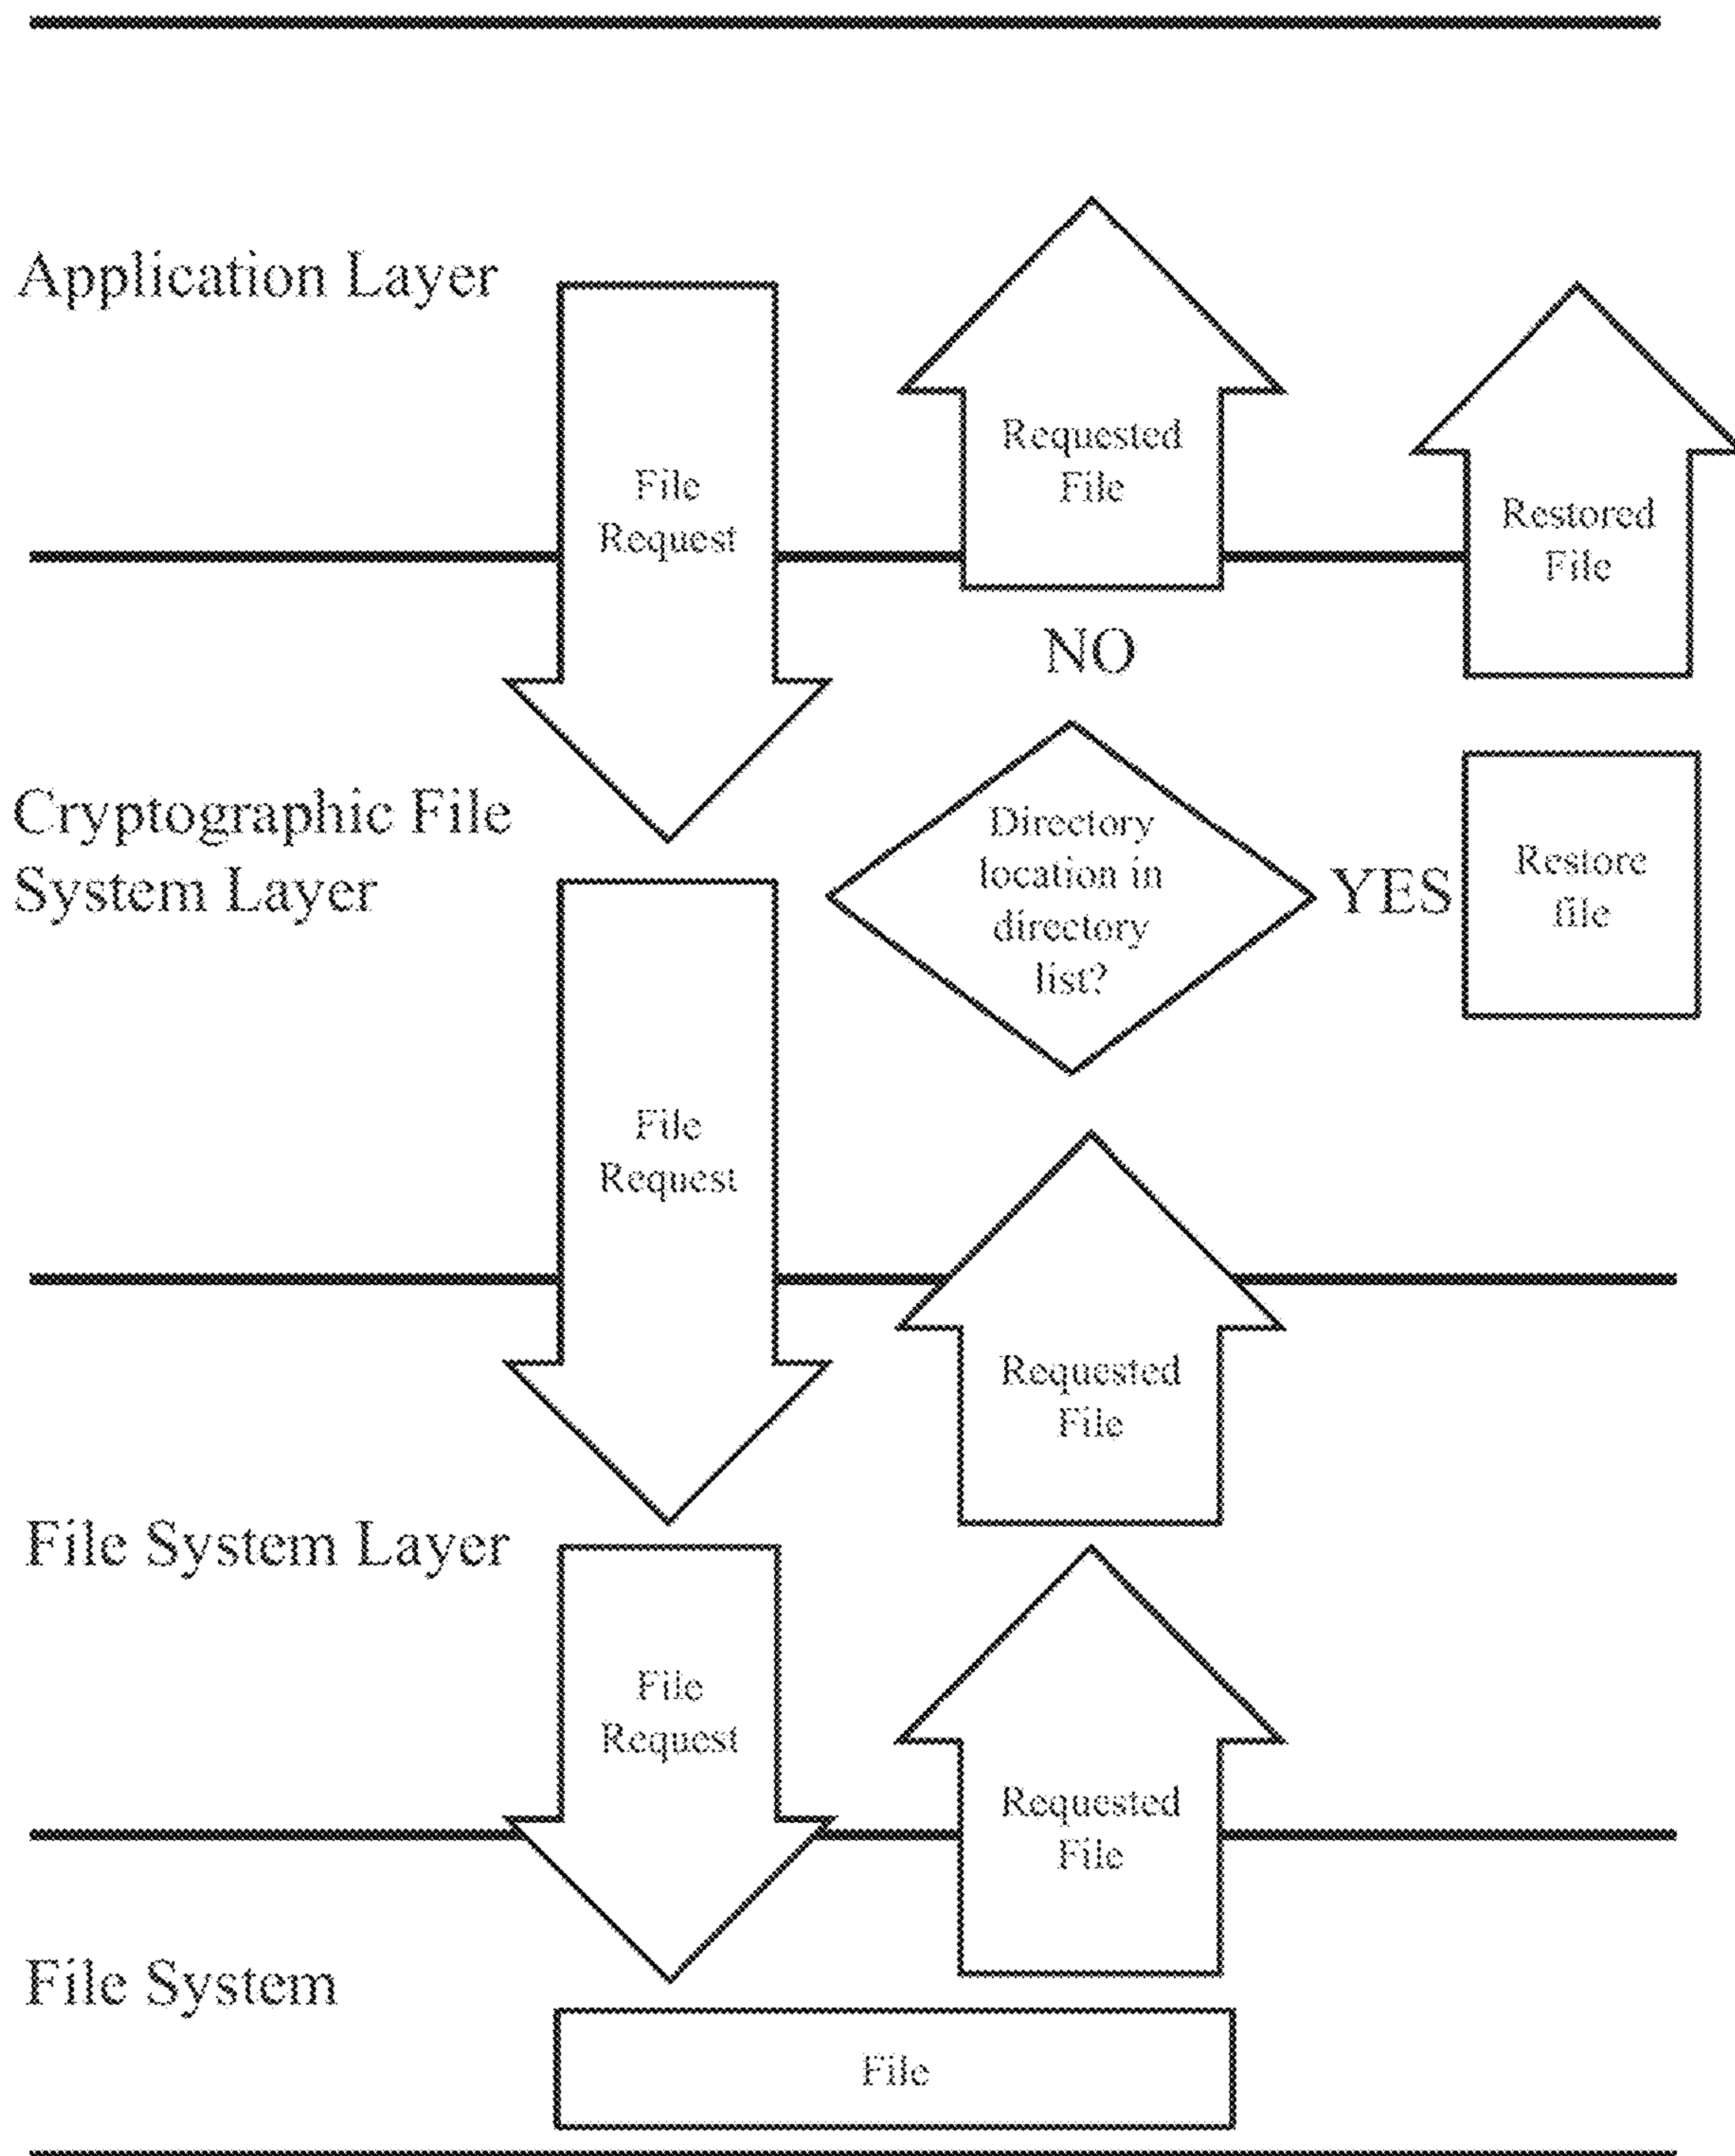 Application Layer
File
Request
Requested
File
Restored
File
NO
Cryptographic File
System Layer
Directory
location in
directory
list?
YES
Restore
file
File
Request
Requested
File
File System Layer
File
Request
Requested
File
File System
File